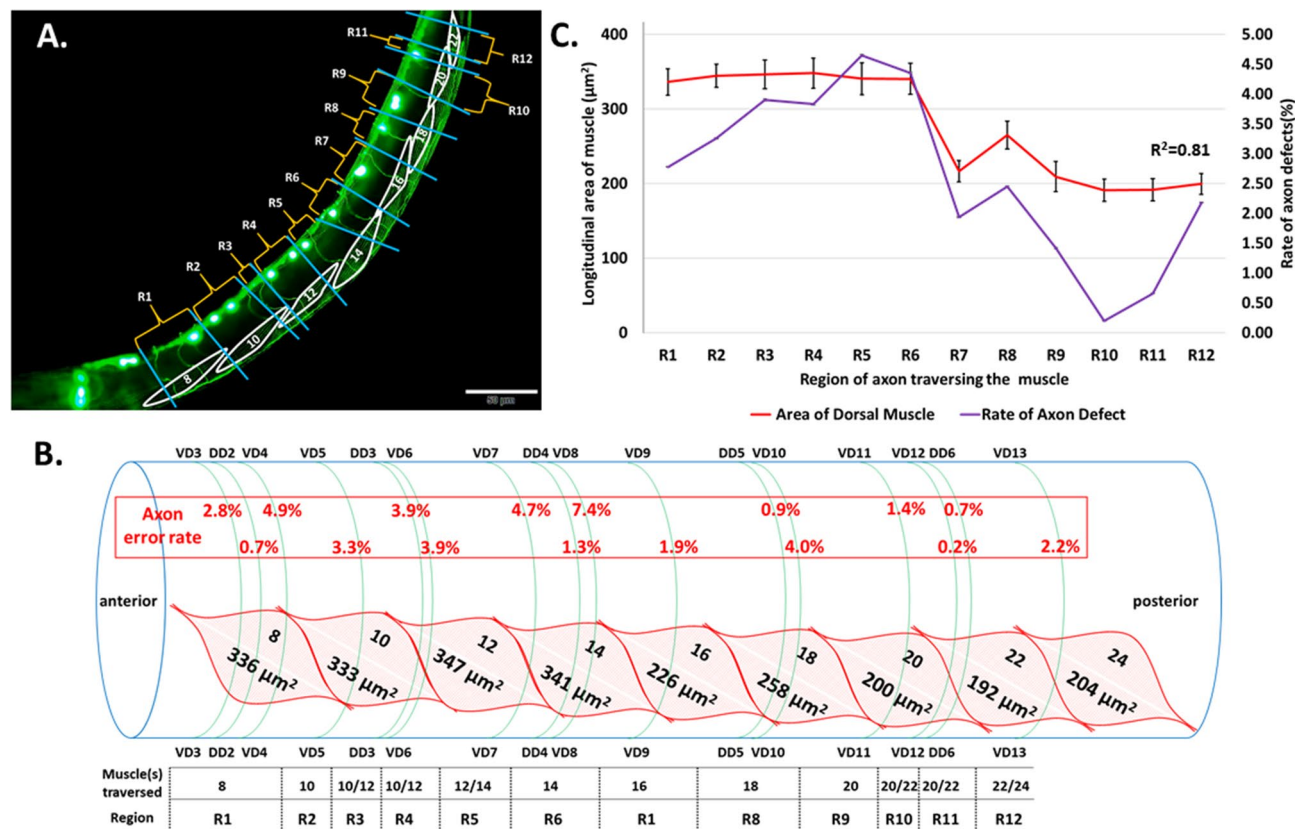 A.
R1
R2
R3
R4
R5
R6
R7
R8
R9
R11
R12
R10
8
10
12
14
16
18
20
22
50 µm
C.
Longitudinal area of muscle (µm²)
400
300
200
100
0
5.00
4.50
4.00
3.50
3.00
2.50
2.00
1.50
1.00
0.50
0.00
Rate of axon defects(%)
R²=0.81
R1 R2 R3 R4 R5 R6 R7 R8 R9 R10 R11 R12
Region of axon traversing the muscle
Area of Dorsal Muscle Rate of Axon Defect
B.
VD3 DD2 VD4 VD5 DD3 VD6 VD7 DD4 VD8 VD9 DD5 VD10 VD11 VD12 DD6 VD13
Axon error rate
2.8% 4.9% 3.9% 4.7% 7.4% 0.9% 1.4% 0.7%
0.7% 3.3% 3.9% 1.3% 1.9% 4.0% 0.2% 2.2%
anterior
posterior
8 10 12 14 16 18 20 22 24
336 µm² 333 µm² 347 µm² 341 µm² 226 µm² 258 µm² 200 µm² 192 µm² 204 µm²
VD3 DD2 VD4 VD5 DD3 VD6 VD7 DD4 VD8 VD9 DD5 VD10 VD11 VD12 DD6 VD13
Muscle(s) traversed 8 10 10/12 10/12 12/14 14 16 18 20 20/22 20/22 22/24
Region R1 R2 R3 R4 R5 R6 R1 R8 R9 R10 R11 R12